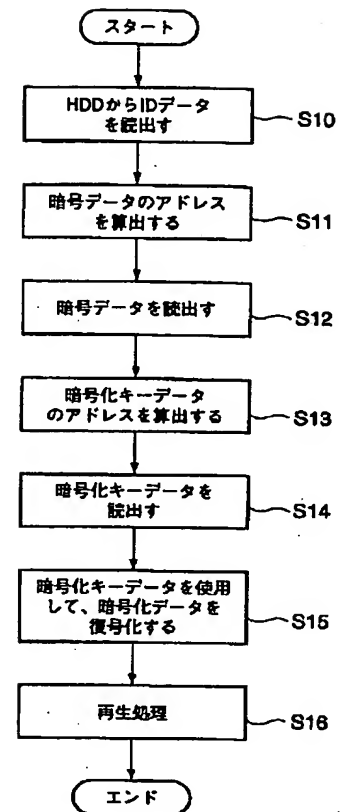 スタート
HDDからIDデータ
を読出す
S10
暗号データのアドレス
を算出する
S11
暗号データを読出す
S12
暗号化キーデータ
のアドレスを算出する
S13
暗号化キーデータを
読出す
S14
暗号化キーデータを使用
して、暗号化データを
復号化する
S15
再生処理
S16
エンド